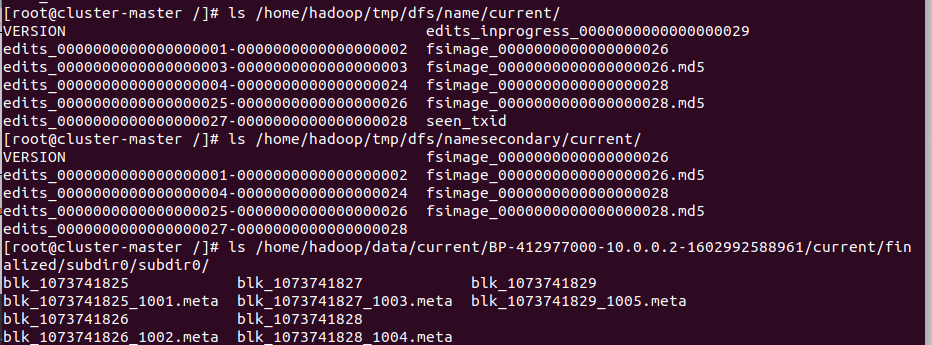 [root@cluster-master /]# ls /home/hadoop/tmp/dfs/name/current/
VERSION edits_inprogress_0000000000000000029
edits_0000000000000000001-0000000000000000002 fsimage_0000000000000000026
edits_0000000000000000003-0000000000000000003 fsimage_0000000000000000026.md5
edits_0000000000000000004-0000000000000000024 fsimage_0000000000000000028
edits_0000000000000000025-0000000000000000026 fsimage_0000000000000000028.md5
edits_0000000000000000027-0000000000000000028 seen_txid
[root@cluster-master /]# ls /home/hadoop/tmp/dfs/namesecondary/current/
VERSION fsimage_0000000000000000026
edits_0000000000000000001-0000000000000000002 fsimage_0000000000000000026.md5
edits_0000000000000000004-0000000000000000024 fsimage_0000000000000000028
edits_0000000000000000025-0000000000000000026 fsimage_0000000000000000028.md5
edits_0000000000000000027-0000000000000000028
[root@cluster-master /]# ls /home/hadoop/data/current/BP-412977000-10.0.0.2-1602992588961/current/fin
alized/subdir0/subdir0/
blk_1073741825 blk_1073741827 blk_1073741829
blk_1073741825_1001.meta blk_1073741827_1003.meta blk_1073741829_1005.meta
blk_1073741826 blk_1073741828
blk_1073741826_1002.meta blk_1073741828_1004.meta